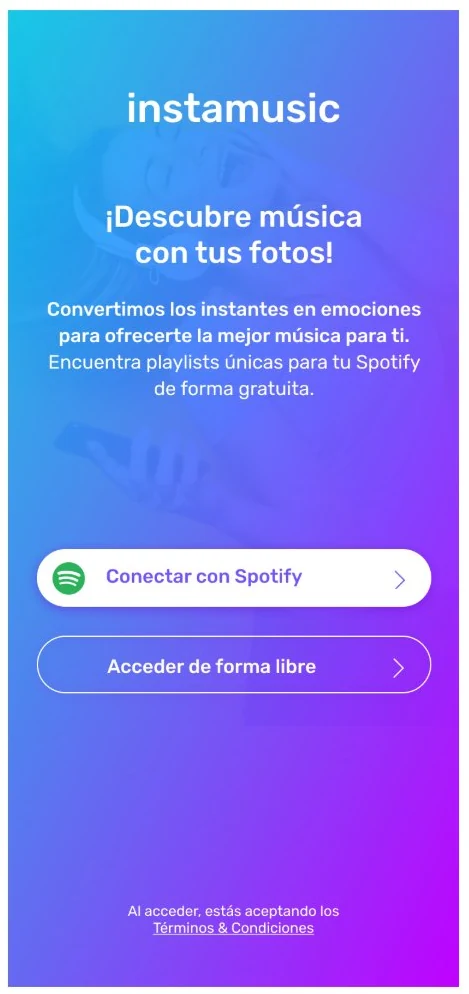 instamusic
¡Descubre música
con tus fotos!
Convertimos los instantes en emociones
para ofrecerte la mejor música para ti.
Encuentra playlists únicas para tu Spotify
de forma gratuita.
Conectar con Spotify
Acceder de forma libre
Al acceder, estás aceptando los
Términos & Condiciones